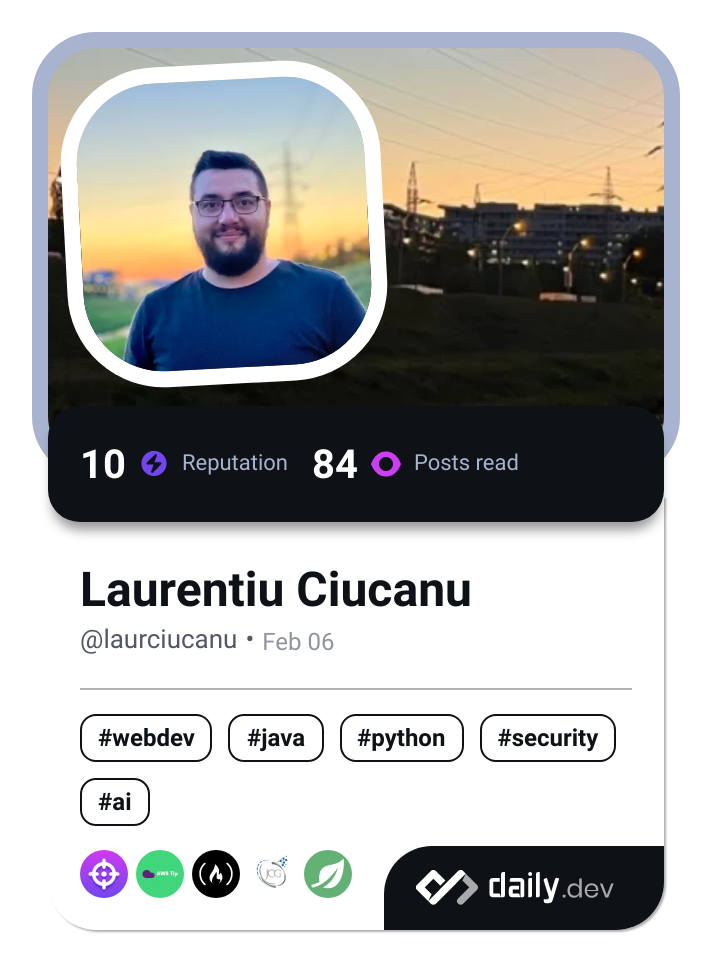 10 Reputation 84 Posts read
Laurentiu Ciucanu
@laurciucanu • Feb 06
#webdev #java #python #security
#ai
AWS Tip JCG daily.dev